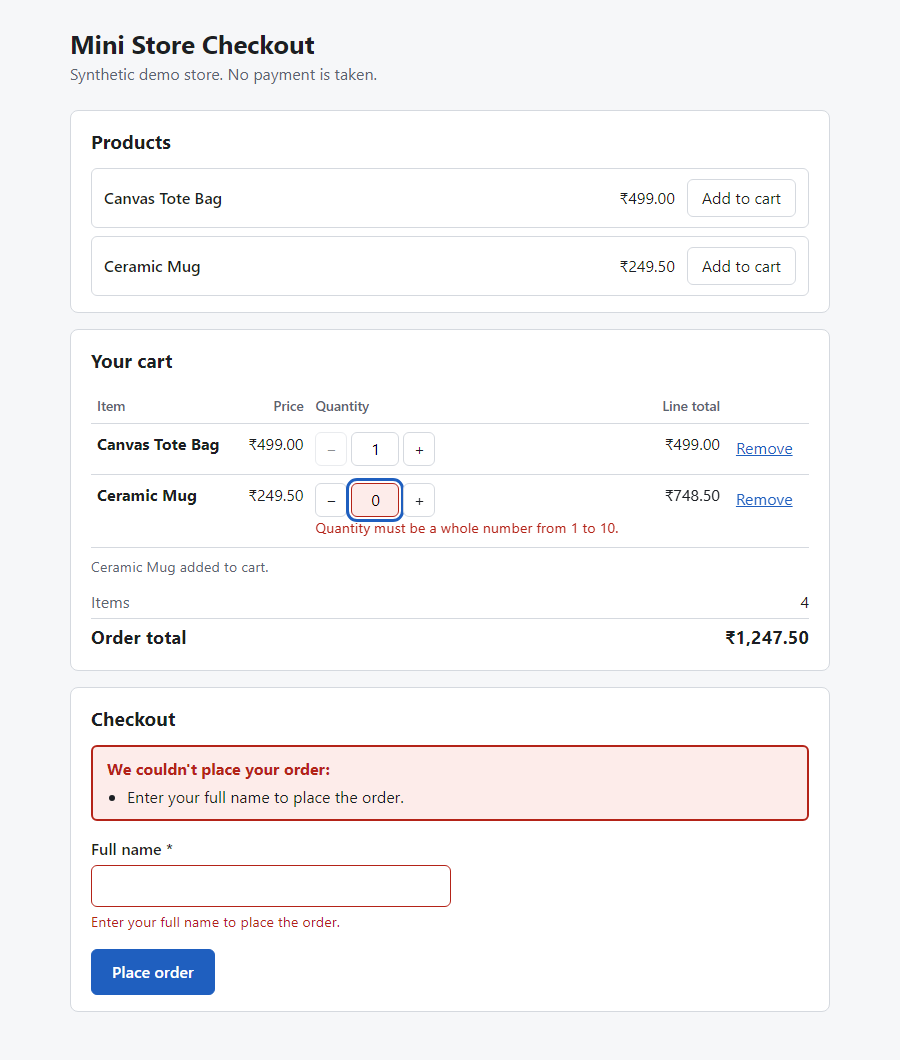 Mini Store Checkout
Synthetic demo store. No payment is taken.
Products
Canvas Tote Bag ₹499.00 Add to cart
Ceramic Mug ₹249.50 Add to cart
Your cart
Item Price Quantity Line total
Canvas Tote Bag ₹499.00 − 1 + ₹499.00 Remove
Ceramic Mug ₹249.50 − 0 + ₹748.50 Remove
Quantity must be a whole number from 1 to 10.
Ceramic Mug added to cart.
Items 4
Order total ₹1,247.50
Checkout
We couldn't place your order:
• Enter your full name to place the order.
Full name *
Enter your full name to place the order.
Place order